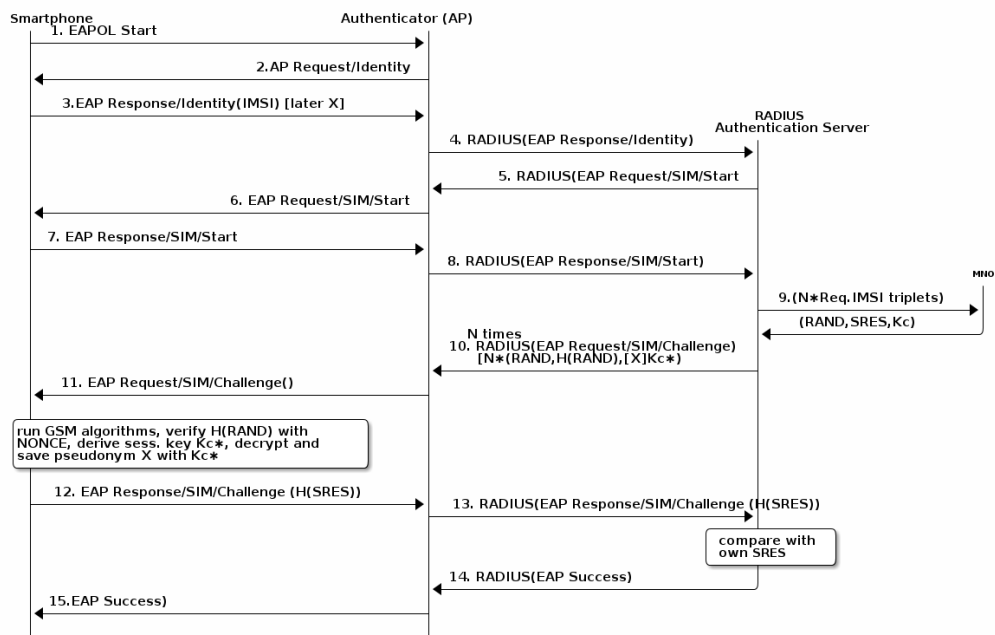 Smartphone
Authenticator (AP)
1. EAPOL Start
2.AP Request/Identity
3.EAP Response/Identity(IMSI) [later X]
RADIUS
Authentication Server
4. RADIUS(EAP Response/Identity)
5. RADIUS(EAP Request/SIM/Start
6. EAP Request/SIM/Start
7. EAP Response/SIM/Start
8. RADIUS(EAP Response/SIM/Start)
MNO
9.(N*Req.IMSI triplets)
(RAND,SRES,Kc)
N times
10. RADIUS(EAP Request/SIM/Challenge)
[N*(RAND,H(RAND),[X]Kc*)
11. EAP Request/SIM/Challenge()
run GSM algorithms, verify H(RAND) with
NONCE, derive sess. key Kc*, decrypt and
save pseudonym X with Kc*
12. EAP Response/SIM/Challenge (H(SRES))
13. RADIUS(EAP Response/SIM/Challenge (H(SRES))
compare with
own SRES
14. RADIUS(EAP Success)
15.EAP Success)